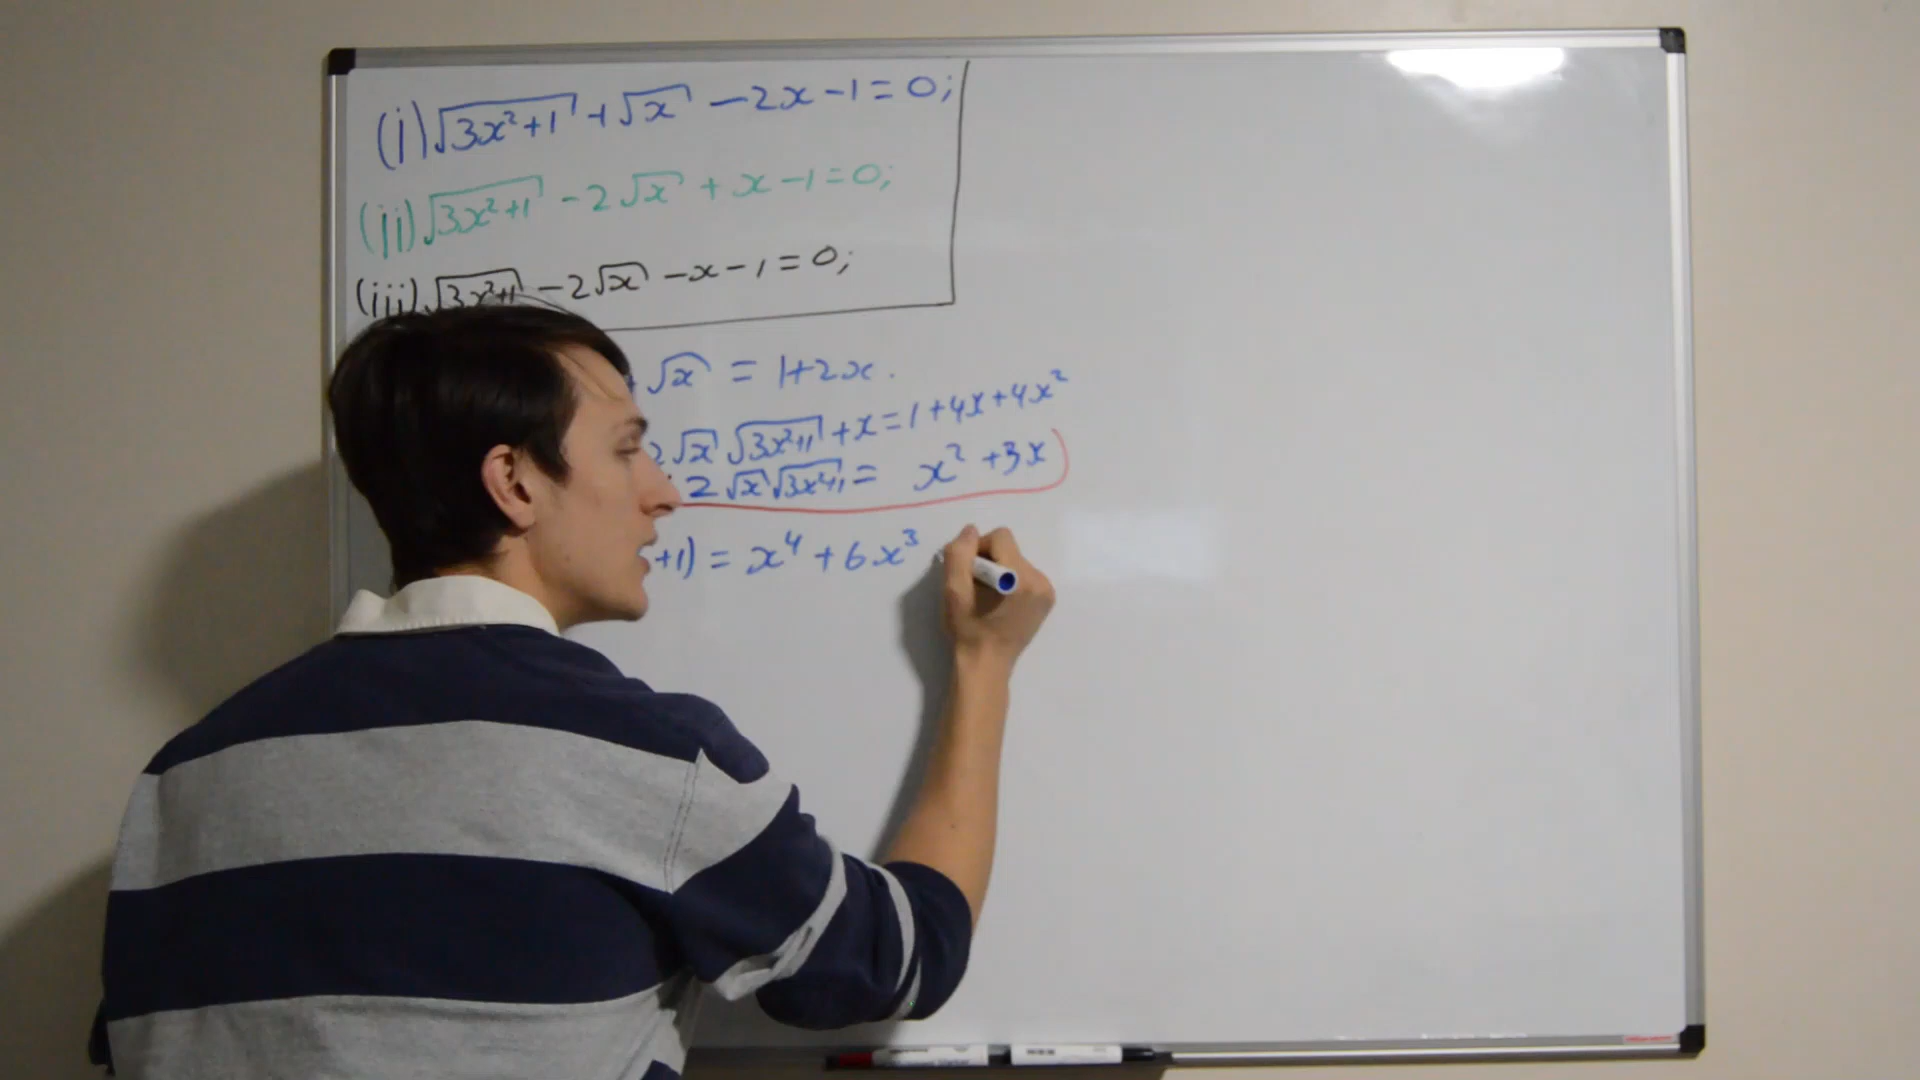 (i) √(3x²+1) + √x − 2x − 1 = 0;
(ii) √(3x²+1) − 2√x + x − 1 = 0;
(iii) √(3x²+1) − 2√x − x − 1 = 0;
+ √x = 1+2x.
2√x √(3x²+1) + x = 1+4x+4x²
2√x √(3x²+1) = x² + 3x
+1) = x⁴ + 6x³